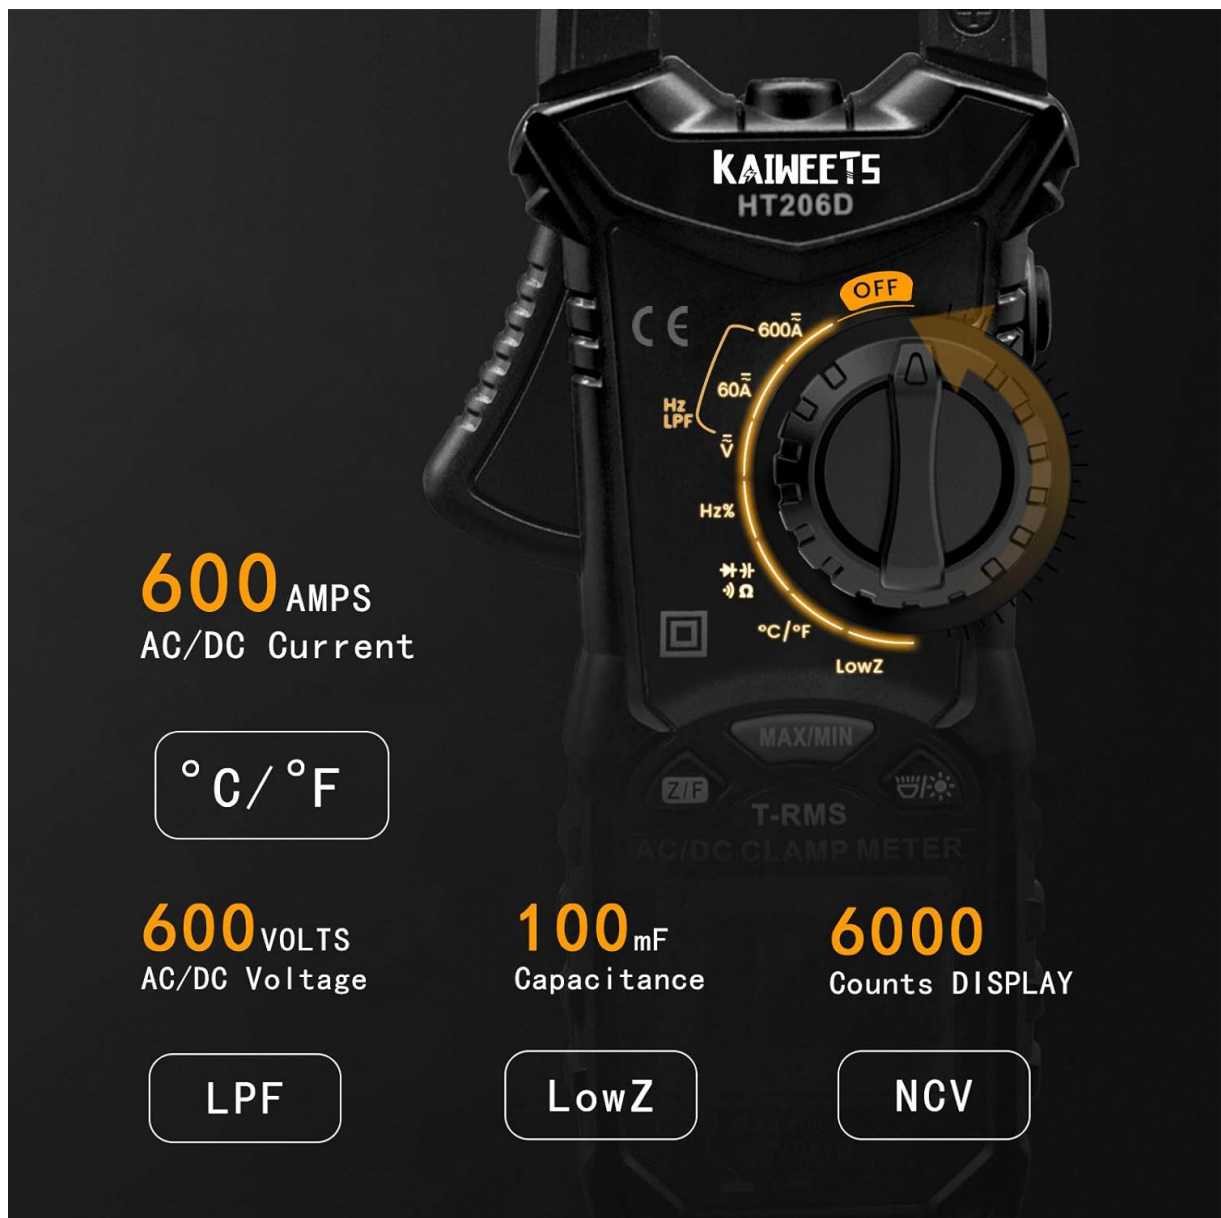 KAIWEETS
HT206D
OFF
CE
600A
60A
Hz
LPF
V
Hz%
Ω
°C/°F
LowZ
600 AMPS
AC/DC Current
MAX/MIN
°C/°F
Z/F
T-RMS
AC/DC CLAMP METER
600 VOLTS
AC/DC Voltage
100 mF
Capacitance
6000
Counts DISPLAY
LPF
LowZ
NCV